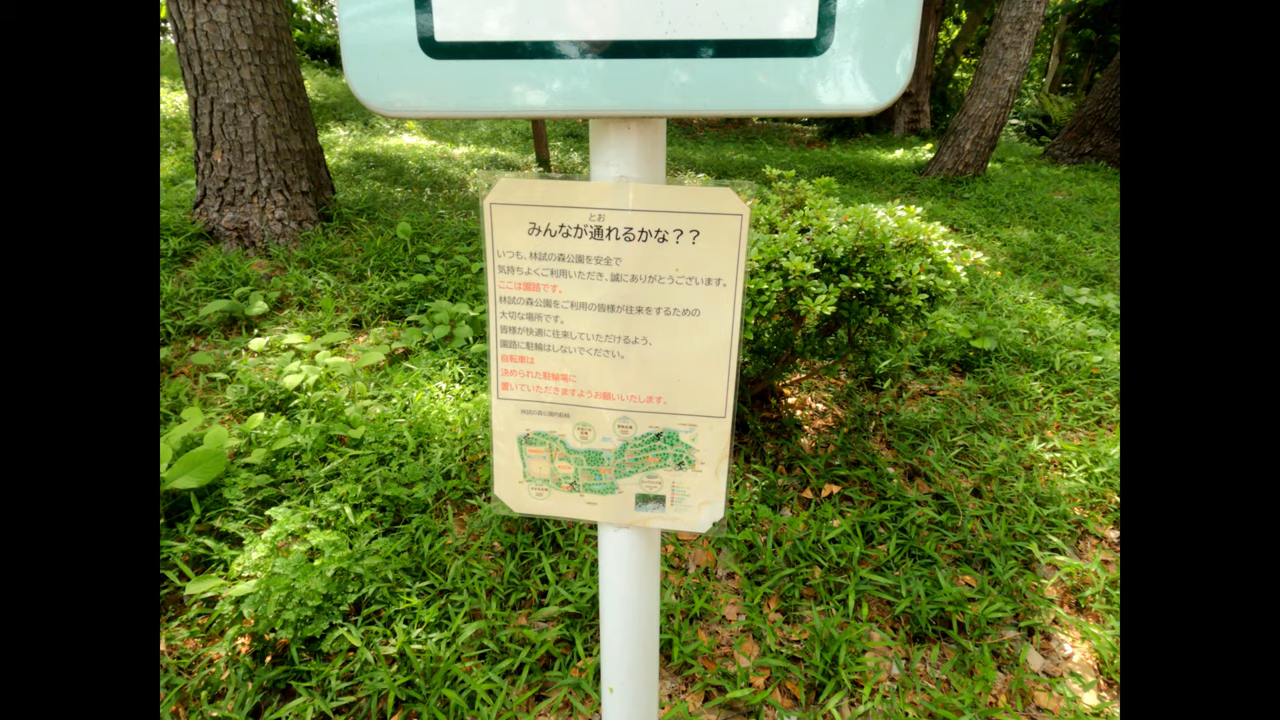 とお
みんなが通れるかな？？
いつも、林試の森公園を安全で
気持ちよくご利用いただき、誠にありがとうございます。
ここは園路です。
林試の森公園をご利用の皆様が往来をするための
大切な場所です。
皆様が快適に往来していただけるよう、
園路に駐輪はしないでください。
自転車は
決められた駐輪場に
置いていただきますようお願いいたします。